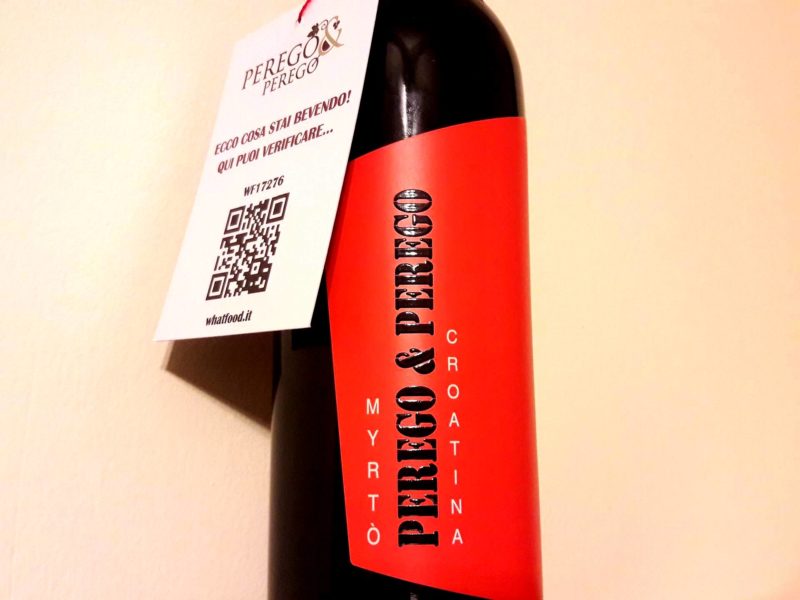 PEREGO &
PEREGO
ECCO COSA STAI BEVENDO!
QUI PUOI VERIFICARE...
WF17276
whatfood.it
MYRTÒ
PEREGO & PEREGO
CROATINA